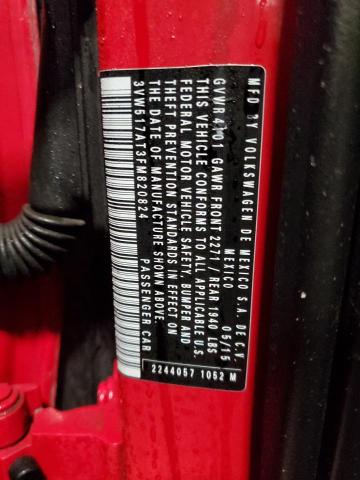 MFD BY VOLKSWAGEN DE MEXICO S.A. DE C.V.
MEXICO 05/15
GVWR 4101 GAWR FRONT 2271 / REAR 1940 LBS
THIS VEHICLE CONFORMS TO ALL APPLICABLE U.S.
FEDERAL MOTOR VEHICLE SAFETY, BUMPER AND
THEFT PREVENTION STANDARDS IN EFFECT ON
THE DATE OF MANUFACTURE SHOWN ABOVE.
3VW517AT3FM820824 PASSENGER CAR
2244057 1052 M